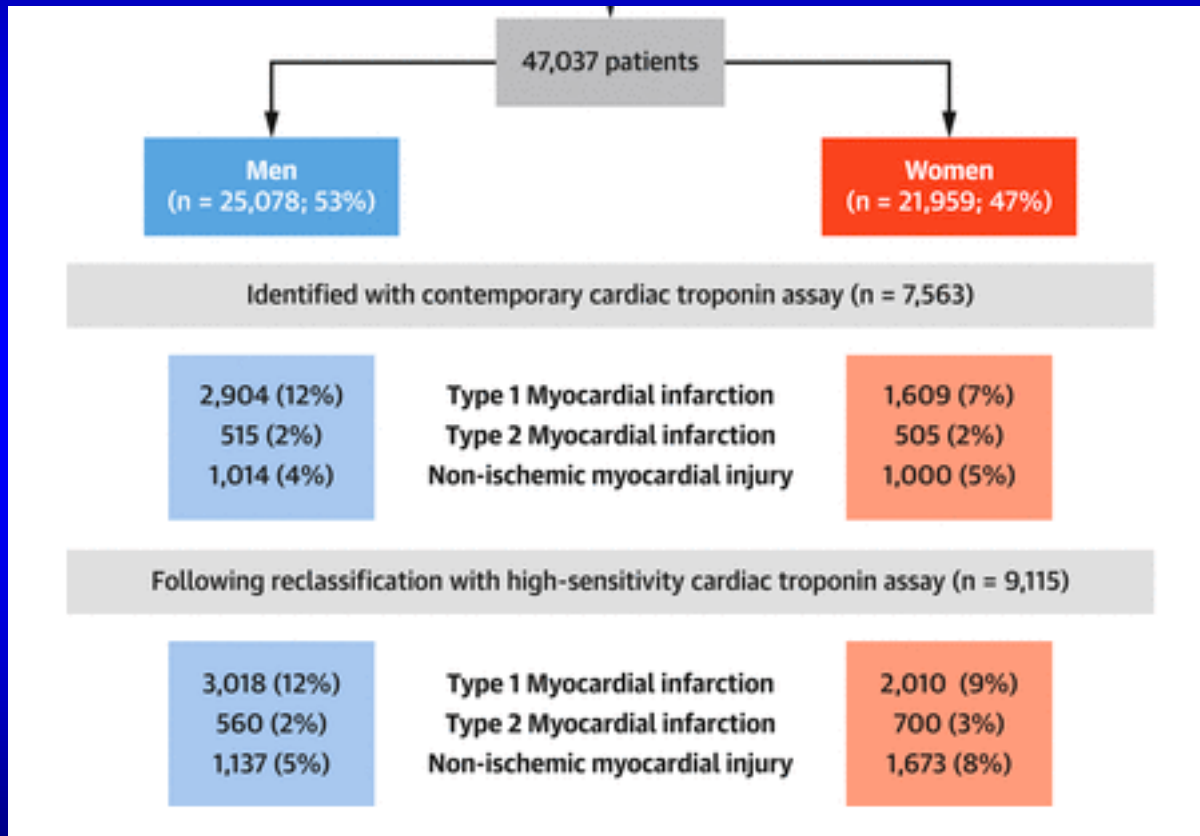 47,037 patients
Men
(n = 25,078; 53%)
Women
(n = 21,959; 47%)
Identified with contemporary cardiac troponin assay (n = 7,563)
2,904 (12%) Type 1 Myocardial infarction 1,609 (7%)
515 (2%) Type 2 Myocardial infarction 505 (2%)
1,014 (4%) Non-ischemic myocardial injury 1,000 (5%)
Following reclassification with high-sensitivity cardiac troponin assay (n = 9,115)
3,018 (12%) Type 1 Myocardial infarction 2,010 (9%)
560 (2%) Type 2 Myocardial infarction 700 (3%)
1,137 (5%) Non-ischemic myocardial injury 1,673 (8%)